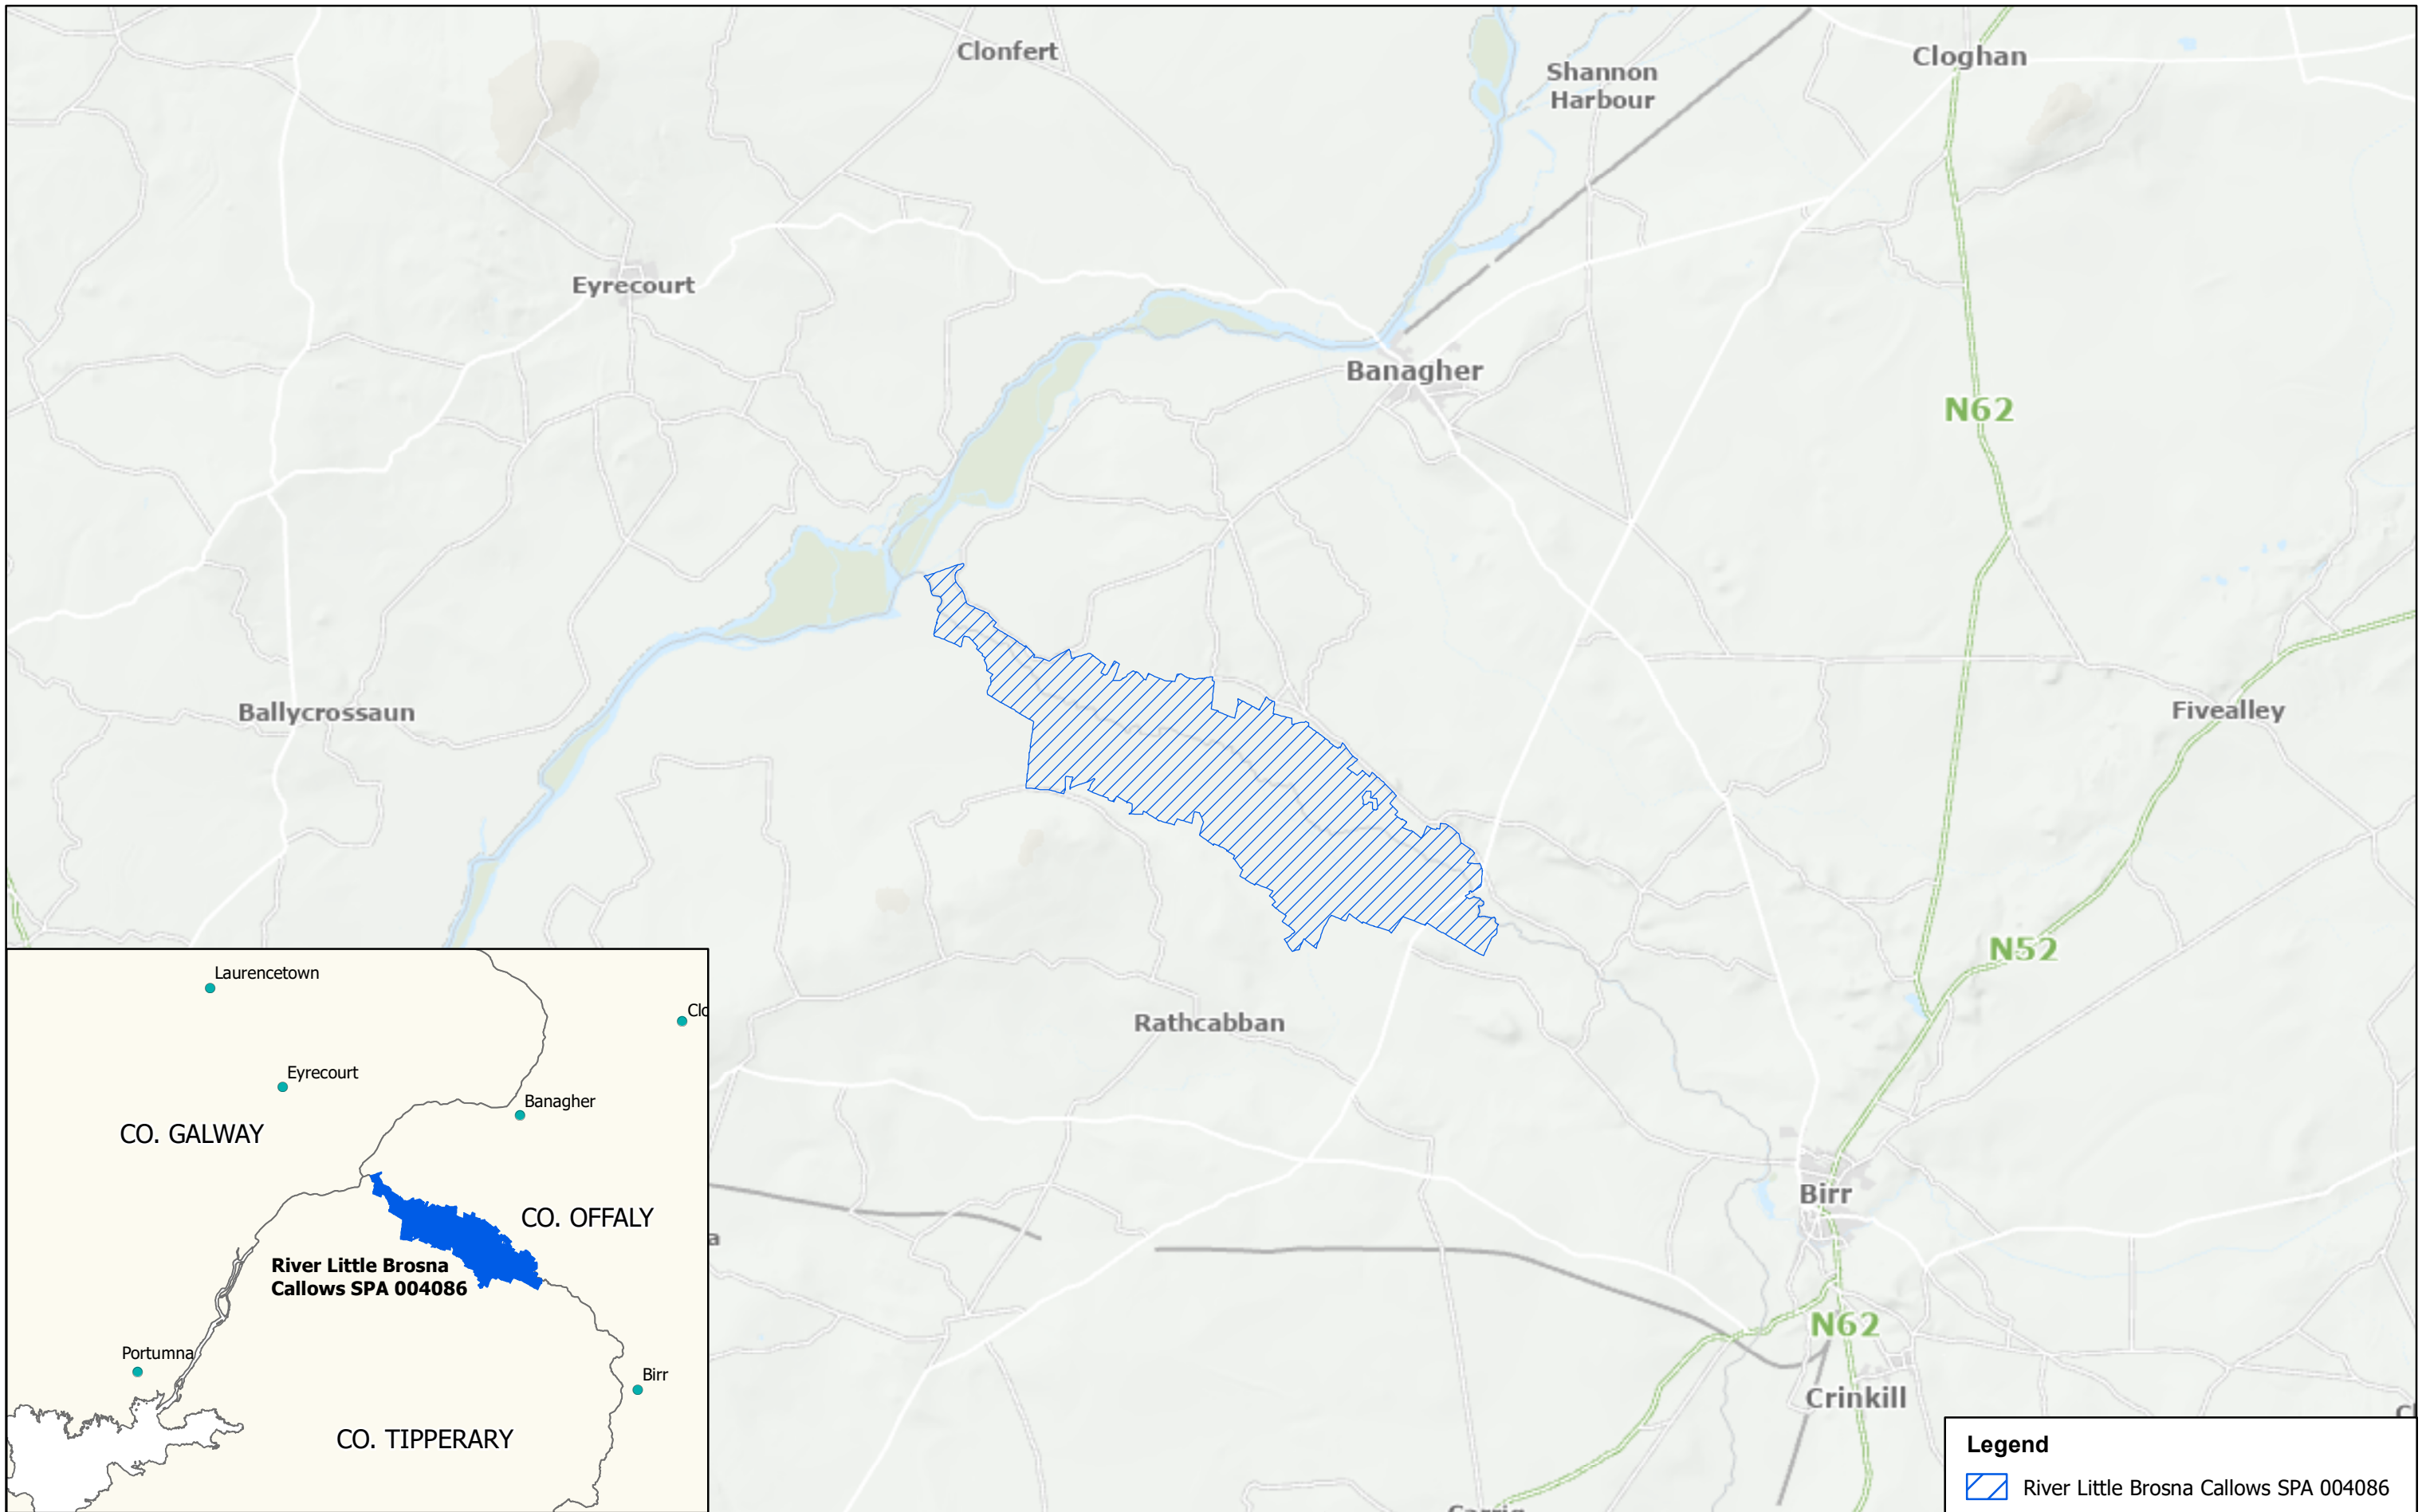 Clonfert
Shannon
Harbour
Cloghan
Eyrecourt
Banagher
N62
Ballycrossaun
Fivealley
N52
Rathcabban
Birr
N62
Crinkill
Laurencetown
Eyrecourt
Banagher
CO. GALWAY
CO. OFFALY
River Little Brosna
Callows SPA 004086
Portumna
Birr
CO. TIPPERARY
Legend
River Little Brosna Callows SPA 004086